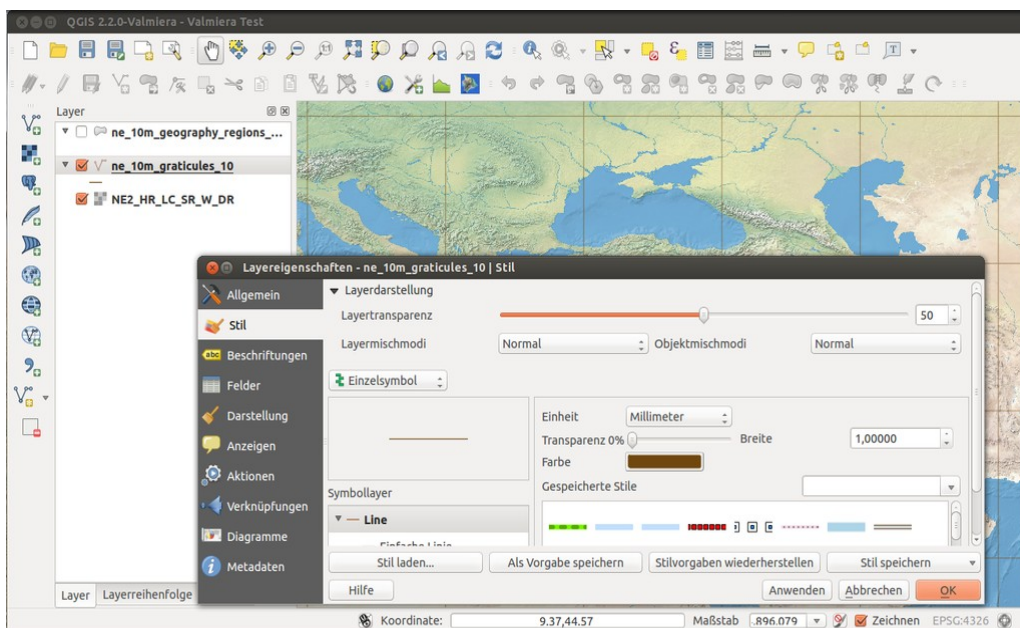 QGIS 2.2.0-Valmiera - Valmiera Test
Layer
ne_10m_geography_regions_...
ne_10m_graticules_10
NE2_HR_LC_SR_W_DR
Layereigenschaften - ne_10m_graticules_10 | Stil
Allgemein
Stil
Beschriftungen
Felder
Darstellung
Anzeigen
Aktionen
Verknüpfungen
Diagramme
Metadaten
Layerdarstellung
Layertransparenz 50
Layermischmodi Normal Objektmischmodi Normal
Einzelsymbol
Einheit Millimeter
Transparenz 0% Breite 1,00000
Farbe
Gespeicherte Stile
Symbollayer
Line
Einfache Linie
Stil laden... Als Vorgabe speichern Stilvorgaben wiederherstellen Stil speichern
Hilfe Anwenden Abbrechen OK
Layer Layerreihenfolge
Koordinate: 9.37,44.57 Maßstab .896.079 Zeichnen EPSG:4326